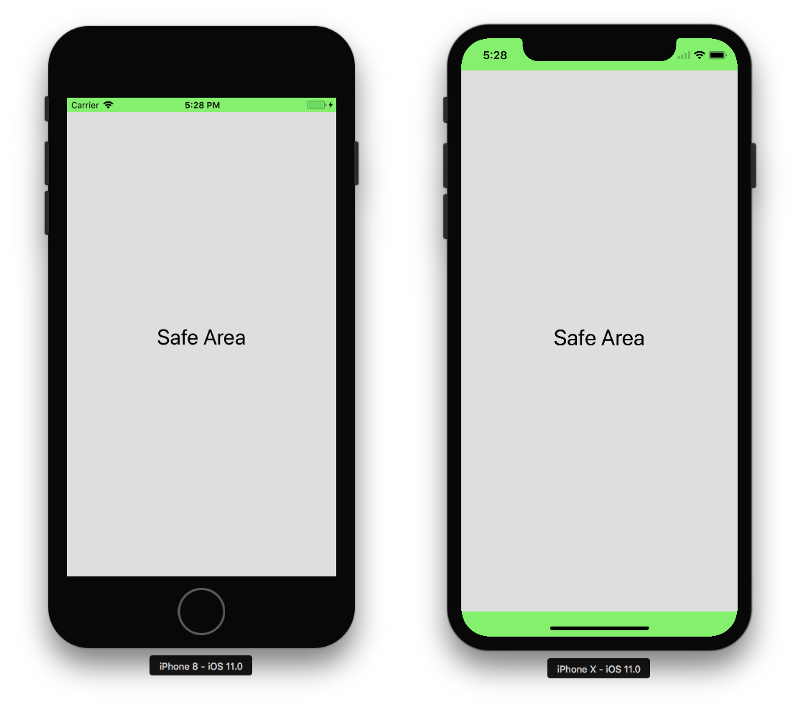 Carrier 5:28 PM
Safe Area
iPhone 8 – iOS 11.0
5:28
Safe Area
iPhone X – iOS 11.0